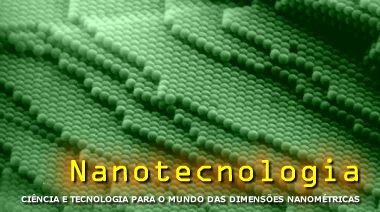 Nanotecnologia
CIÊNCIA E TECNOLOGIA PARA O MUNDO DAS DIMENSÕES NANOMÉTRICAS